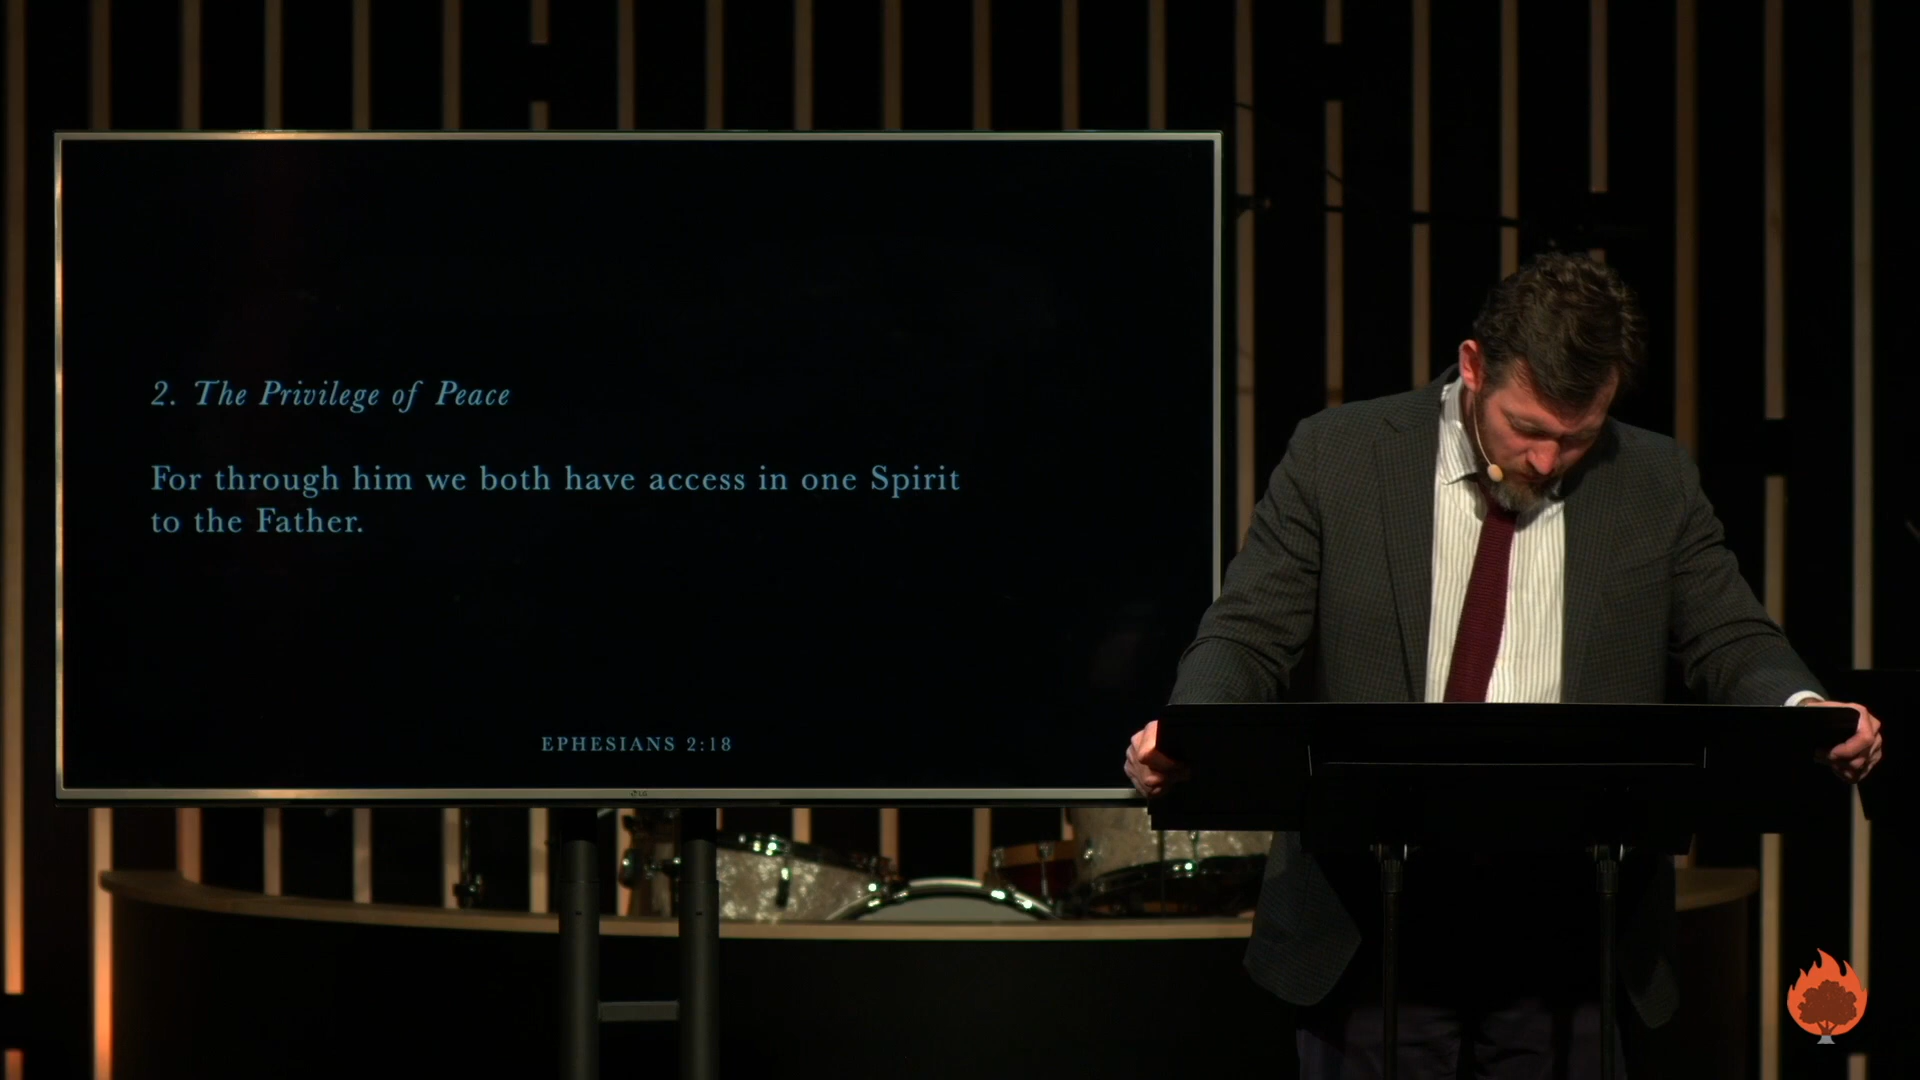 2. The Privilege of Peace
For through him we both have access in one Spirit
to the Father.
EPHESIANS 2:18
LG